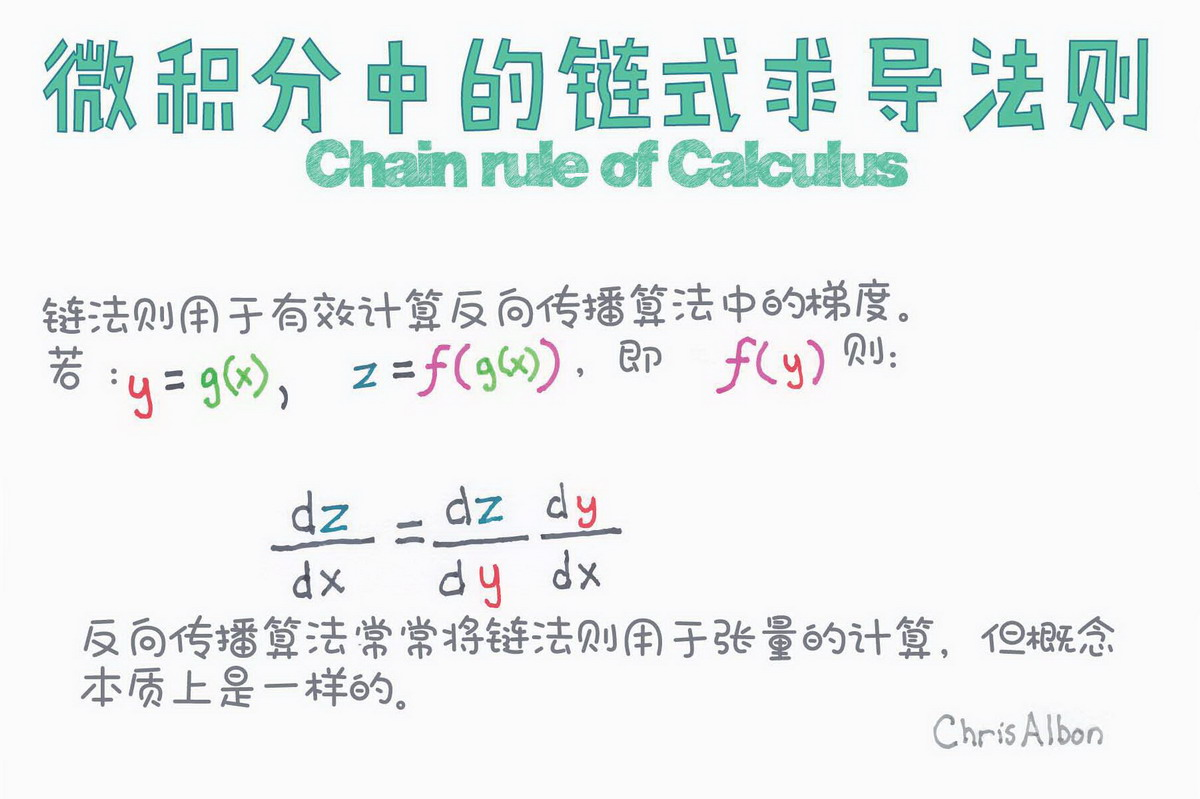 微积分中的链式求导法则
Chain rule of Calculus
链法则用于有效计算反向传播算法中的梯度。
若：y = g(x), z = f(g(x))，即 f(y) 则：
dz/dx = dz/dy dy/dx
反向传播算法常常将链法则用于张量的计算，但概念
本质上是一样的。
Chris Albon